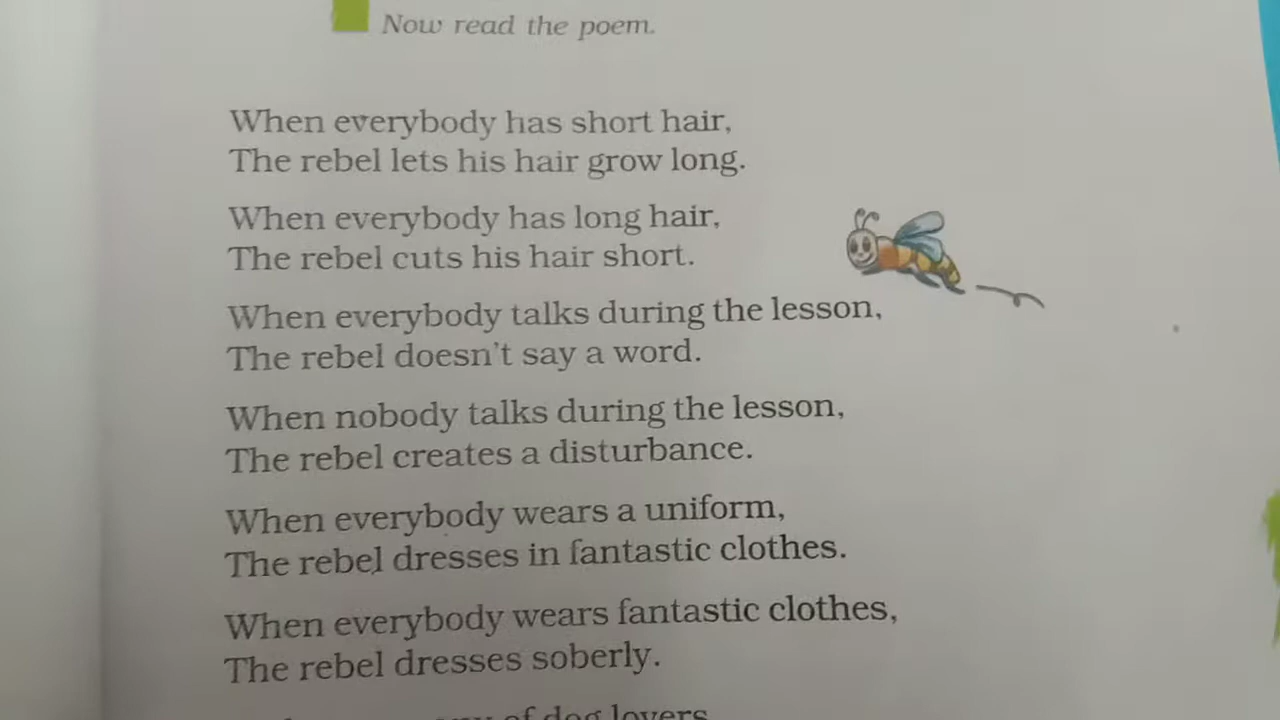 Now read the poem.
When everybody has short hair,
The rebel lets his hair grow long.
When everybody has long hair,
The rebel cuts his hair short.
When everybody talks during the lesson,
The rebel doesn't say a word.
When nobody talks during the lesson,
The rebel creates a disturbance.
When everybody wears a uniform,
The rebel dresses in fantastic clothes.
When everybody wears fantastic clothes,
The rebel dresses soberly.
of dog lovers